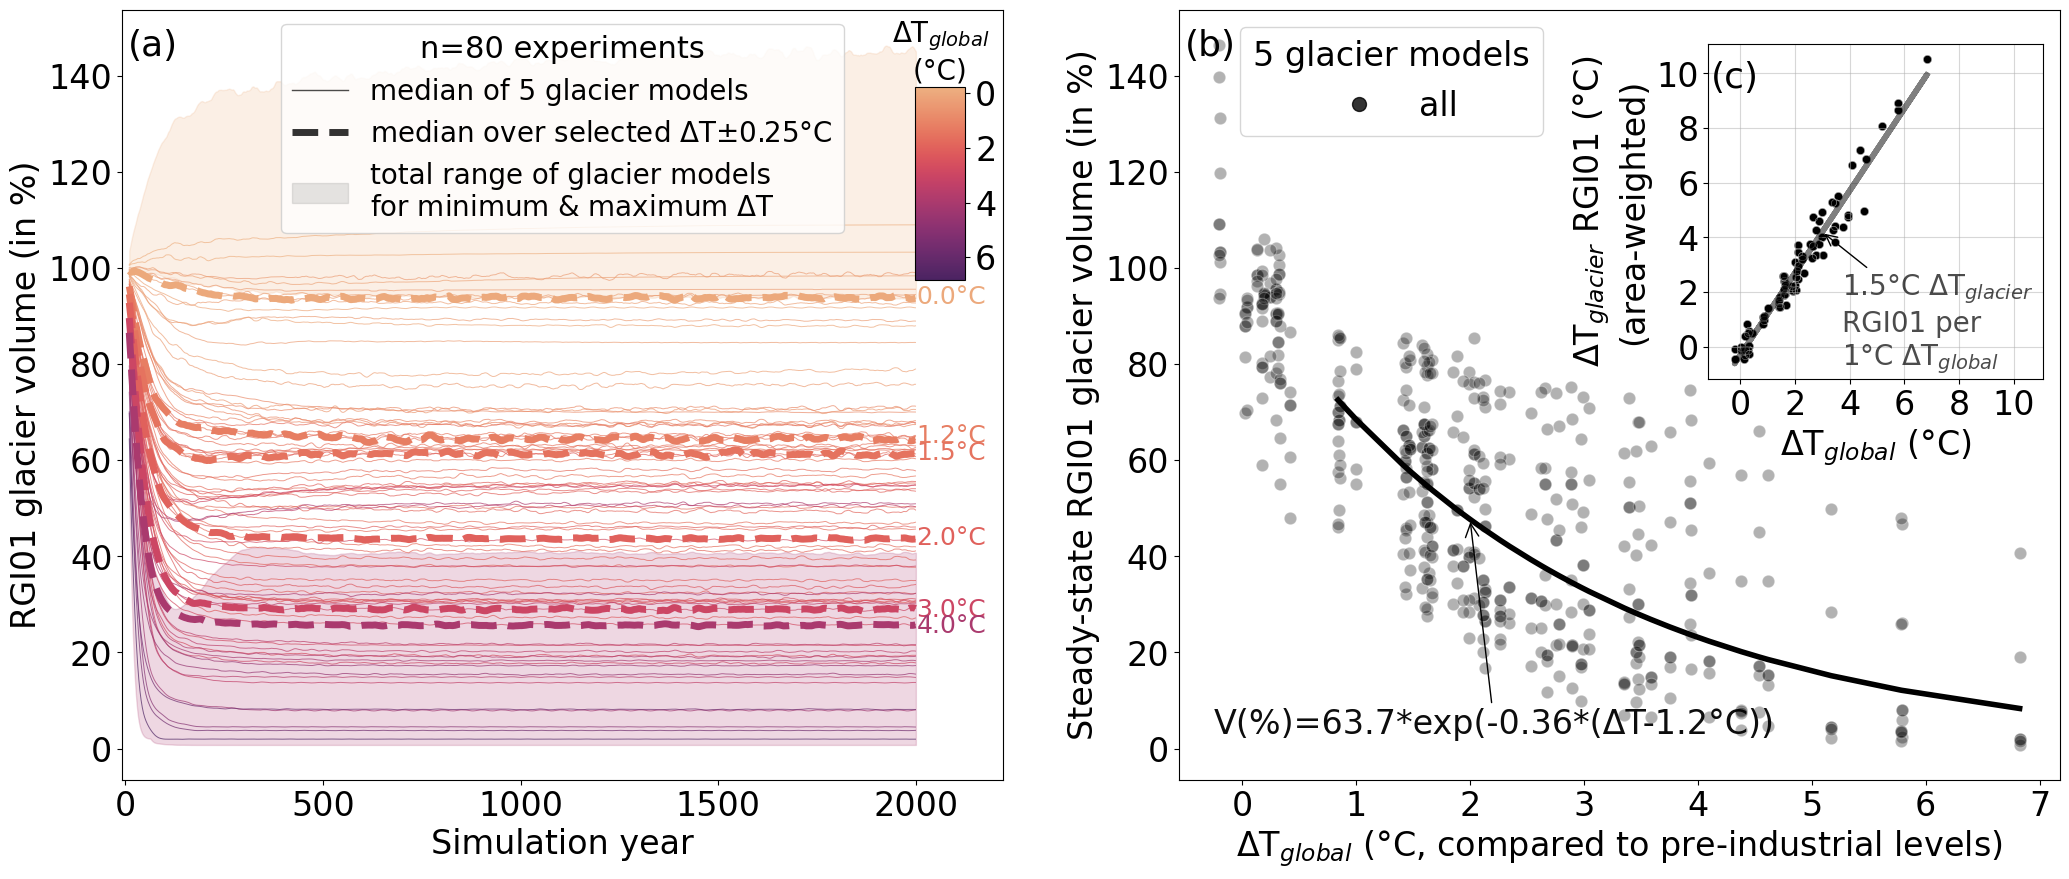 (a)
n=80 experiments
median of 5 glacier models
median over selected ΔT±0.25°C
total range of glacier models
for minimum & maximum ΔT
ΔT_global
(°C)
0
2
4
6
140
120
100
80
60
40
20
0
RGI01 glacier volume (in %)
0.0°C
1.2°C
1.5°C
2.0°C
3.0°C
4.0°C
0 500 1000 1500 2000
Simulation year
(b)
5 glacier models
all
140
120
100
80
60
40
20
0
Steady-state RGI01 glacier volume (in %)
V(%)=63.7*exp(-0.36*(ΔT-1.2°C))
0 1 2 3 4 5 6 7
ΔT_global (°C, compared to pre-industrial levels)
(c)
ΔT_glacier RGI01 (°C)
(area-weighted)
10
8
6
4
2
0
1.5°C ΔT_glacier
RGI01 per
1°C ΔT_global
0 2 4 6 8 10
ΔT_global (°C)